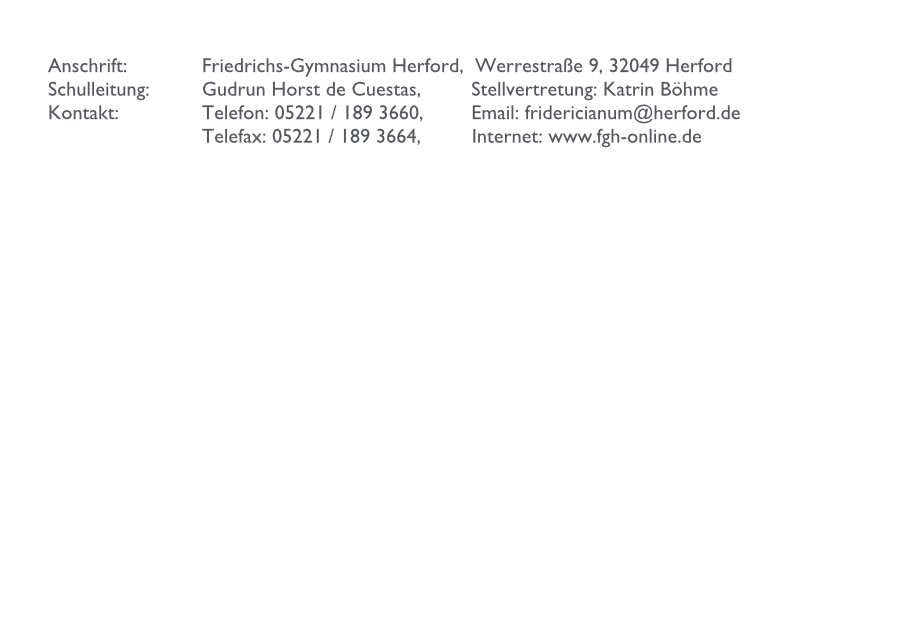 Anschrift: Friedrichs-Gymnasium Herford, Werrestraße 9, 32049 Herford
Schulleitung: Gudrun Horst de Cuestas, Stellvertretung: Katrin Böhme
Kontakt: Telefon: 05221 / 189 3660, Email: fridericianum@herford.de
Telefax: 05221 / 189 3664, Internet: www.fgh-online.de